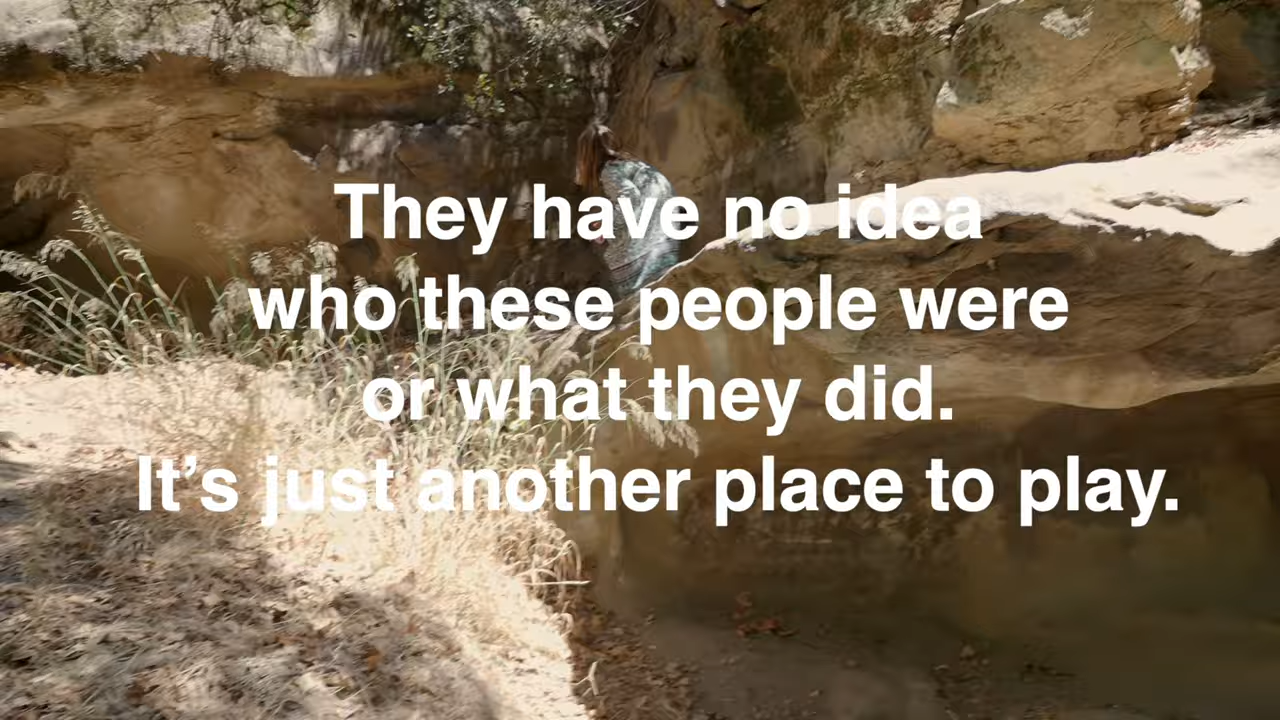 They have no idea
who these people were
or what they did.
It’s just another place to play.